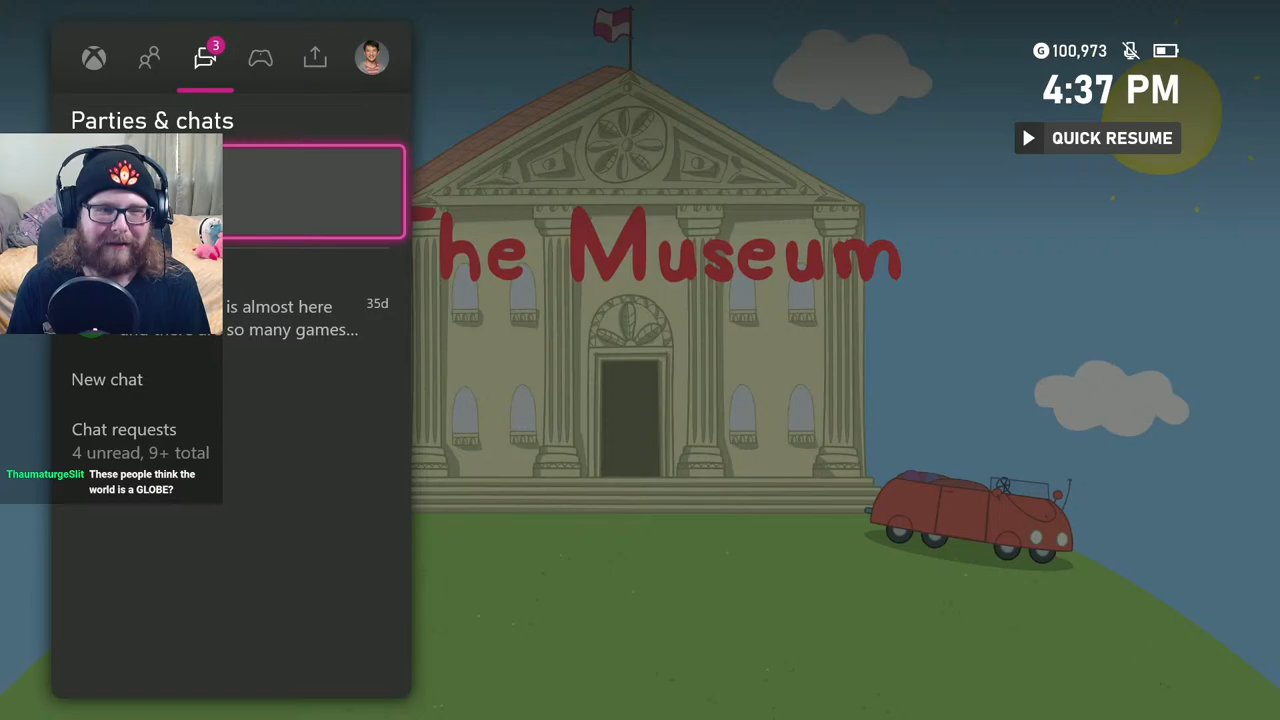 3
G 100,973
4:37 PM
QUICK RESUME
Parties & chats
The Museum
is almost here
35d
so many games...
New chat
Chat requests
4 unread, 9+ total
ThaumaturgeSlit These people think the
world is a GLOBE?